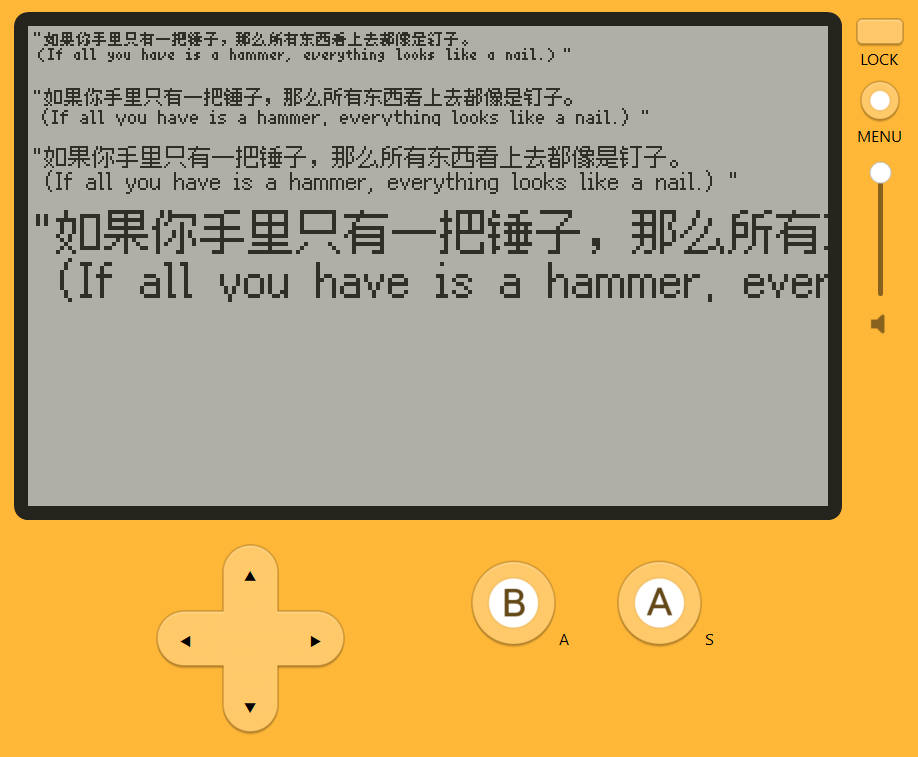 "如果你手里只有一把锤子，那么所有东西看上去都像是钉子。
(If all you have is a hammer, everything looks like a nail.) "
"如果你手里只有一把锤子，那么所有东西看上去都像是钉子。
(If all you have is a hammer, everything looks like a nail.) "
"如果你手里只有一把锤子，那么所有东西看上去都像是钉子。
(If all you have is a hammer, everything looks like a nail.) "
"如果你手里只有一把锤子，那么所有
(If all you have is a hammer, ever
LOCK
MENU
B
A
A
S